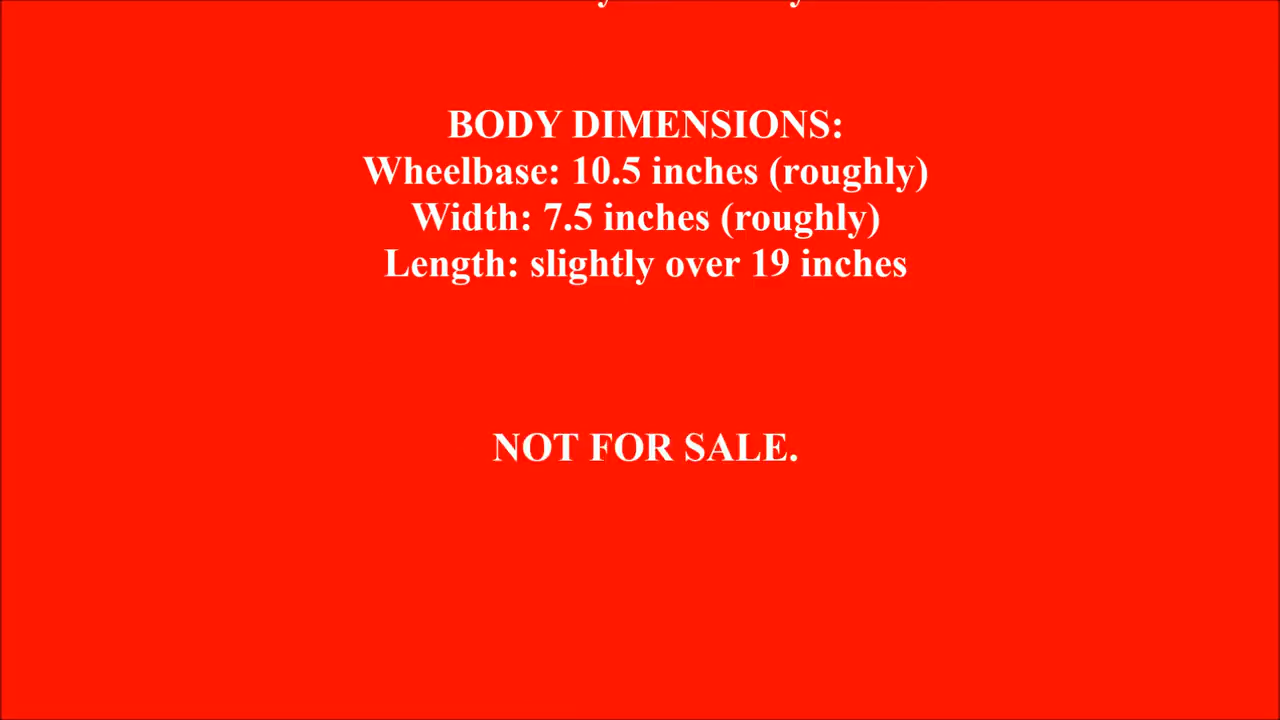 BODY DIMENSIONS:
Wheelbase: 10.5 inches (roughly)
Width: 7.5 inches (roughly)
Length: slightly over 19 inches
NOT FOR SALE.